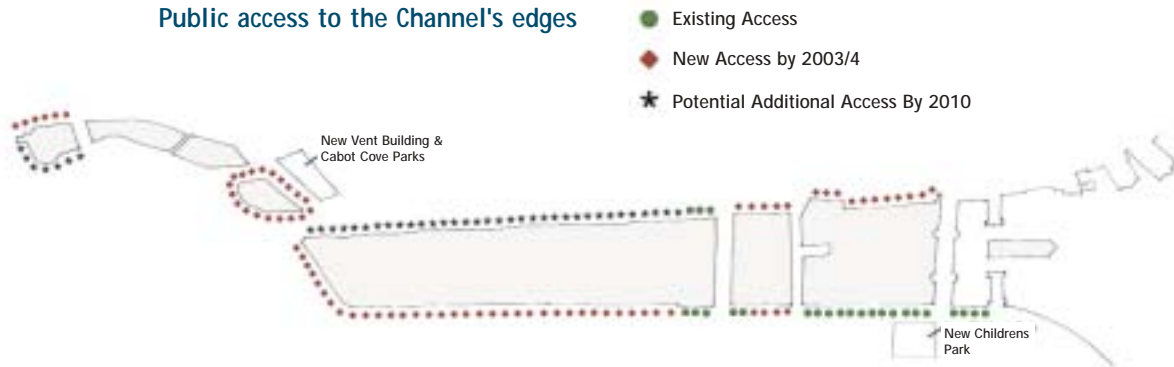 Public access to the Channel's edges
Existing Access
New Access by 2003/4
Potential Additional Access By 2010
New Vent Building &
Cabot Cove Parks
New Childrens
Park